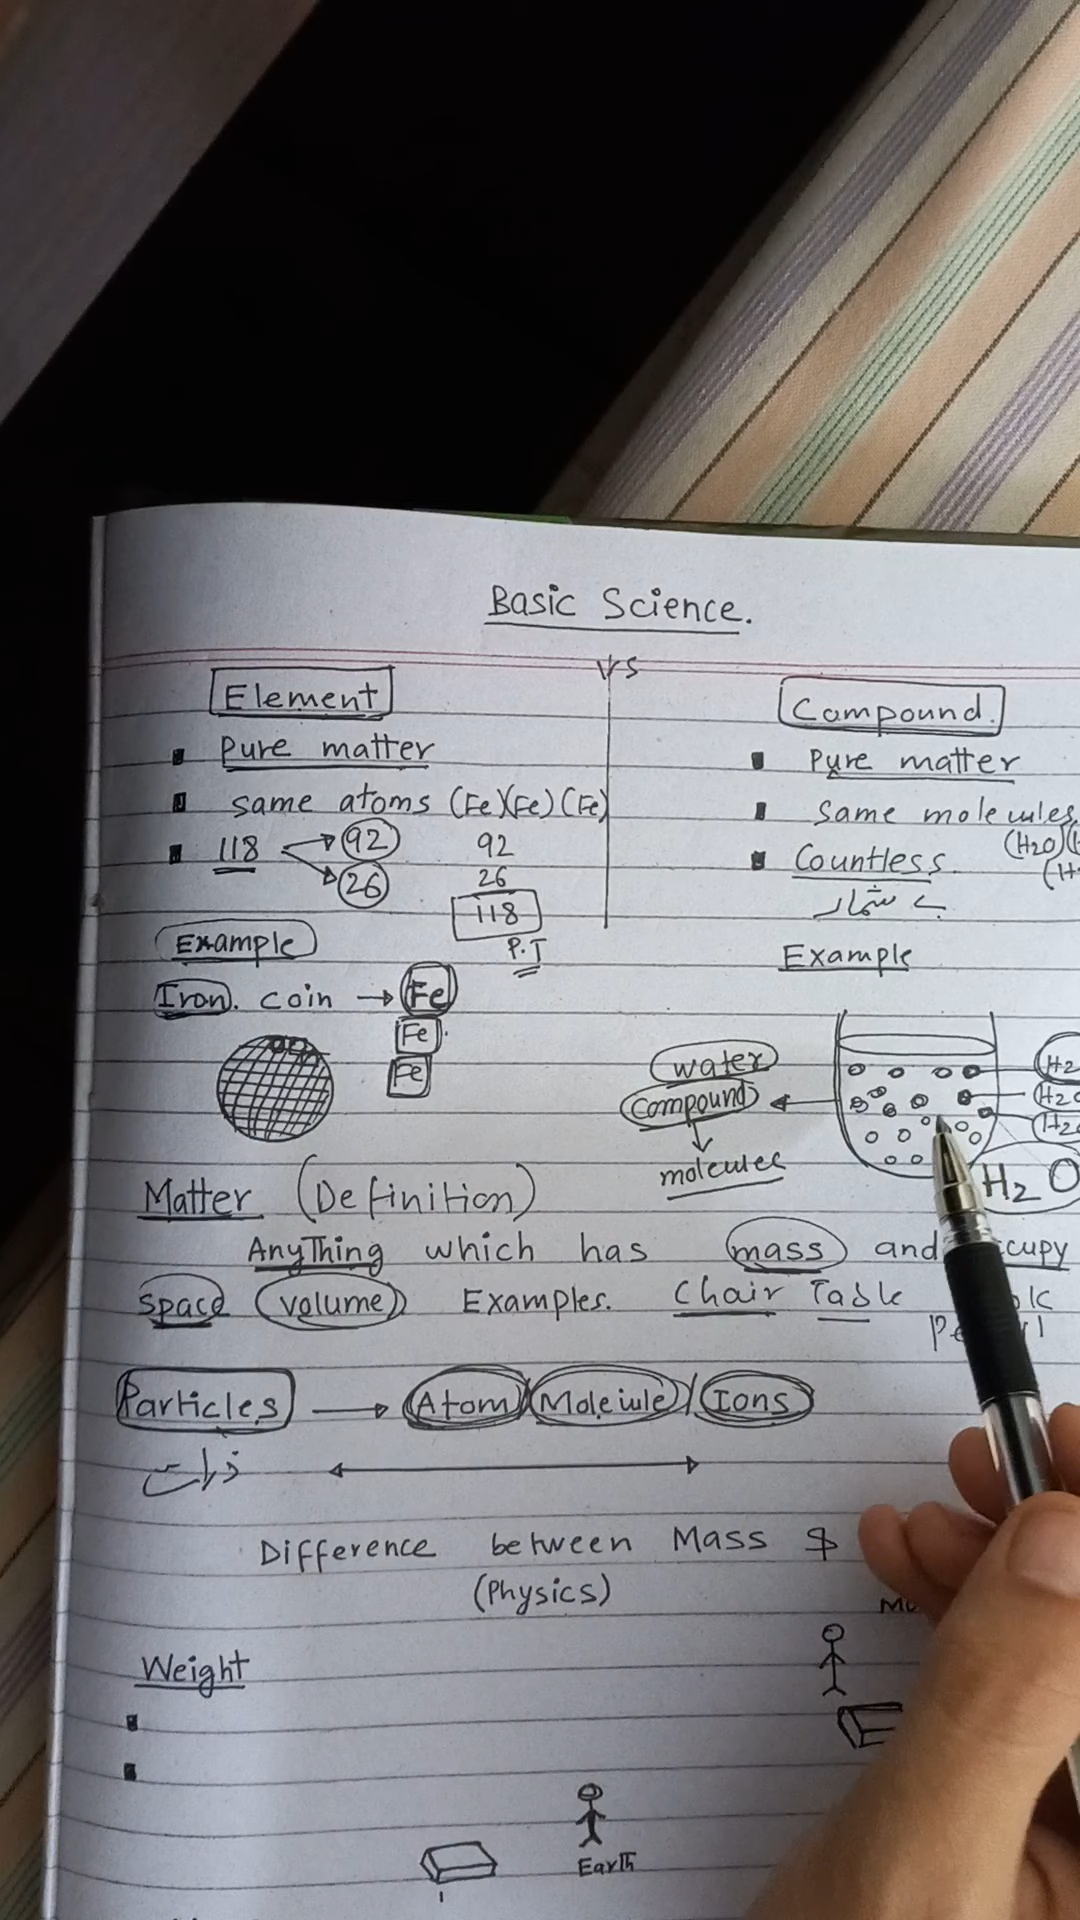 Basic Science.
VS
Element
Pure matter
same atoms (Fe)(Fe)(Fe)
118 92 92
26 26
118
P.T
Example
Iron. coin → Fe
Fe
Fe
Compound.
Pure matter
Same molecules
(H2O)
Countless
بے شمار
Example
water
Compound
molecules
H2
H2O
H2O
H2O
Matter (Definition)
Anything which has mass and occupy
space (volume) Examples. Chair Table
Particles → Atom/Molecule/Ions
ذرات
Difference between Mass $
(Physics)
Weight
Earth